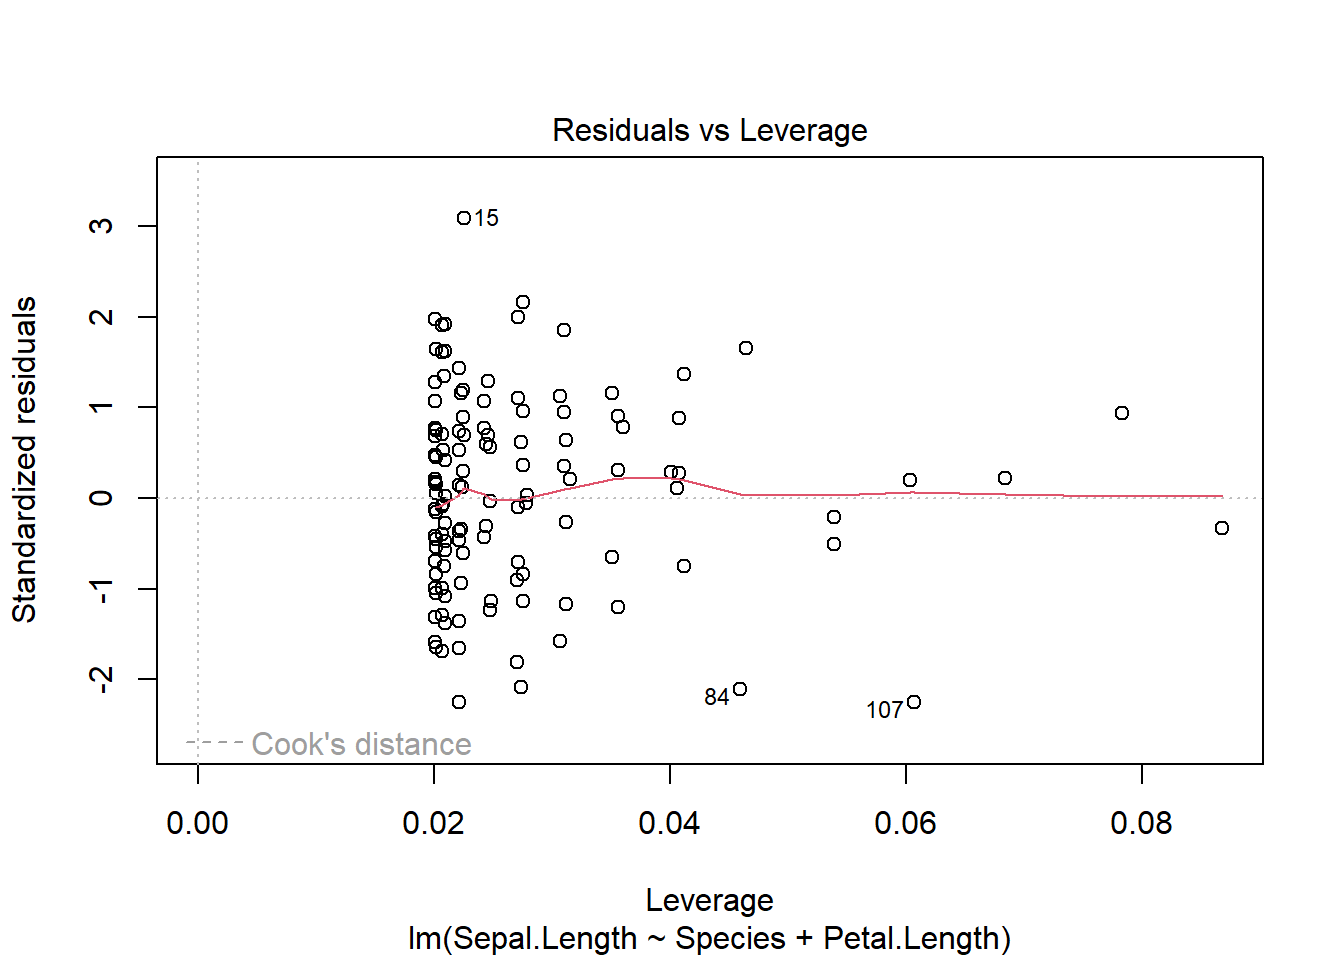 Residuals vs Leverage
Standardized residuals
3
2
1
0
-1
-2
15
84
107
Cook's distance
0.00 0.02 0.04 0.06 0.08
Leverage
lm(Sepal.Length ~ Species + Petal.Length)